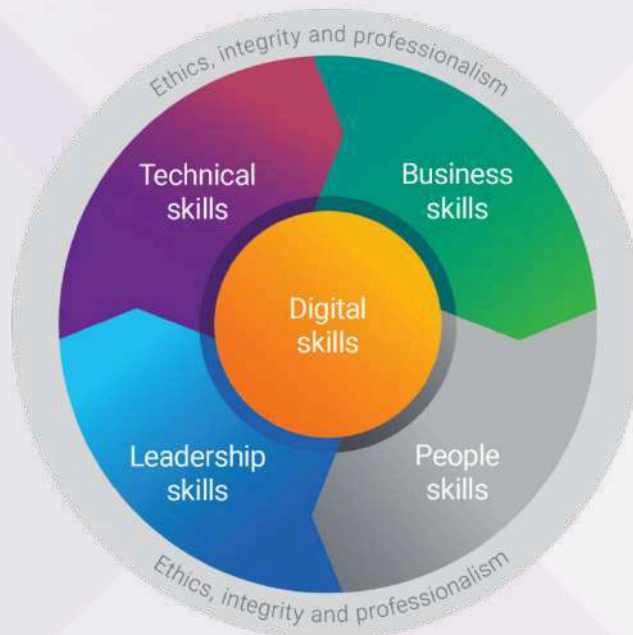 Ethics, integrity and professionalism
Technical
skills
Business
skills
Digital
skills
Leadership
skills
People
skills
Ethics, integrity and professionalism